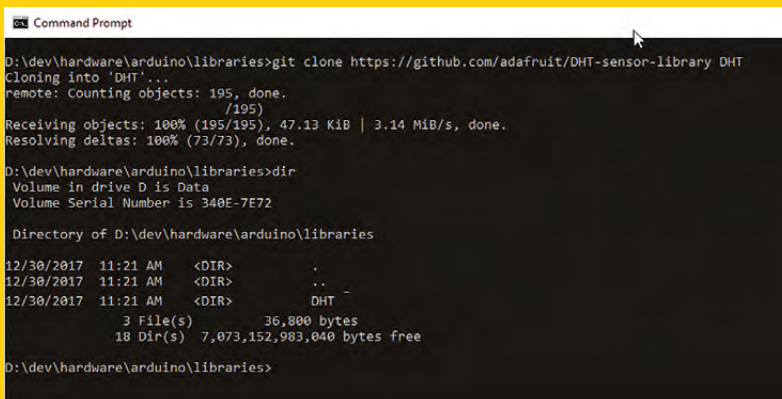 Command Prompt
D:\dev\hardware\arduino\libraries>git clone https://github.com/adafruit/DHT-sensor-library DHT
Cloning into 'DHT'...
remote: Counting objects: 195, done.
/195)
Receiving objects: 100% (195/195), 47.13 KiB | 3.14 MiB/s, done.
Resolving deltas: 100% (73/73), done.
D:\dev\hardware\arduino\libraries>dir
Volume in drive D is Data
Volume Serial Number is 340E-7E72
Directory of D:\dev\hardware\arduino\libraries
12/30/2017 11:21 AM <DIR> .
12/30/2017 11:21 AM <DIR> ..
12/30/2017 11:21 AM <DIR> DHT
3 File(s) 36,800 bytes
18 Dir(s) 7,073,152,983,040 bytes free
D:\dev\hardware\arduino\libraries>